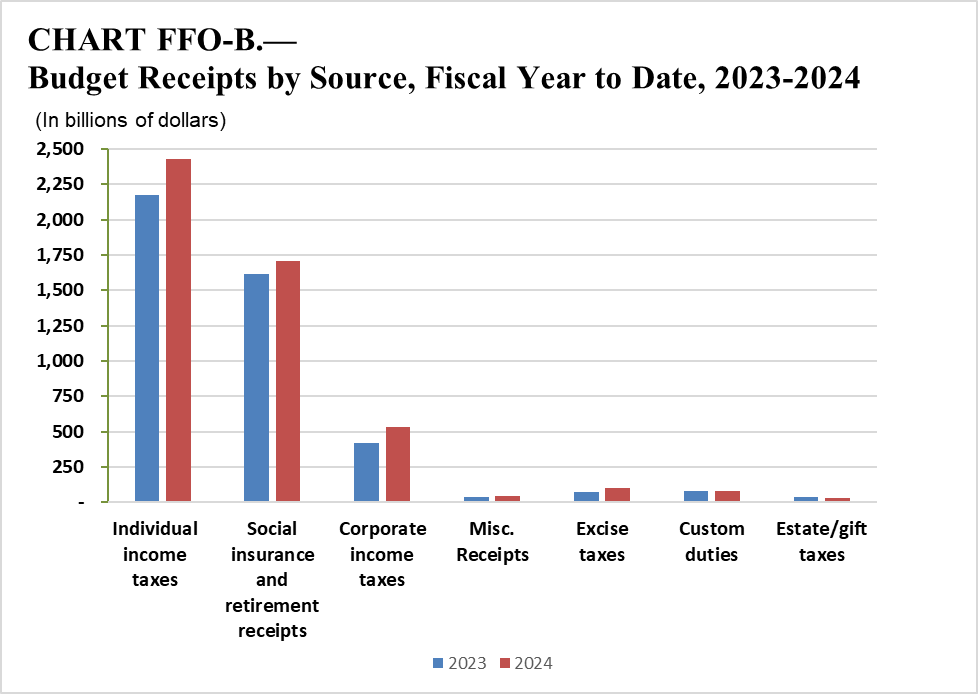 CHART FFO-B.—
Budget Receipts by Source, Fiscal Year to Date, 2023-2024
(In billions of dollars)
2,500
2,250
2,000
1,750
1,500
1,250
1,000
750
500
250
-
Individual
income
taxes
Social
insurance
and
retirement
receipts
Corporate
income
taxes
Misc.
Receipts
Excise
taxes
Custom
duties
Estate/gift
taxes
2023
2024